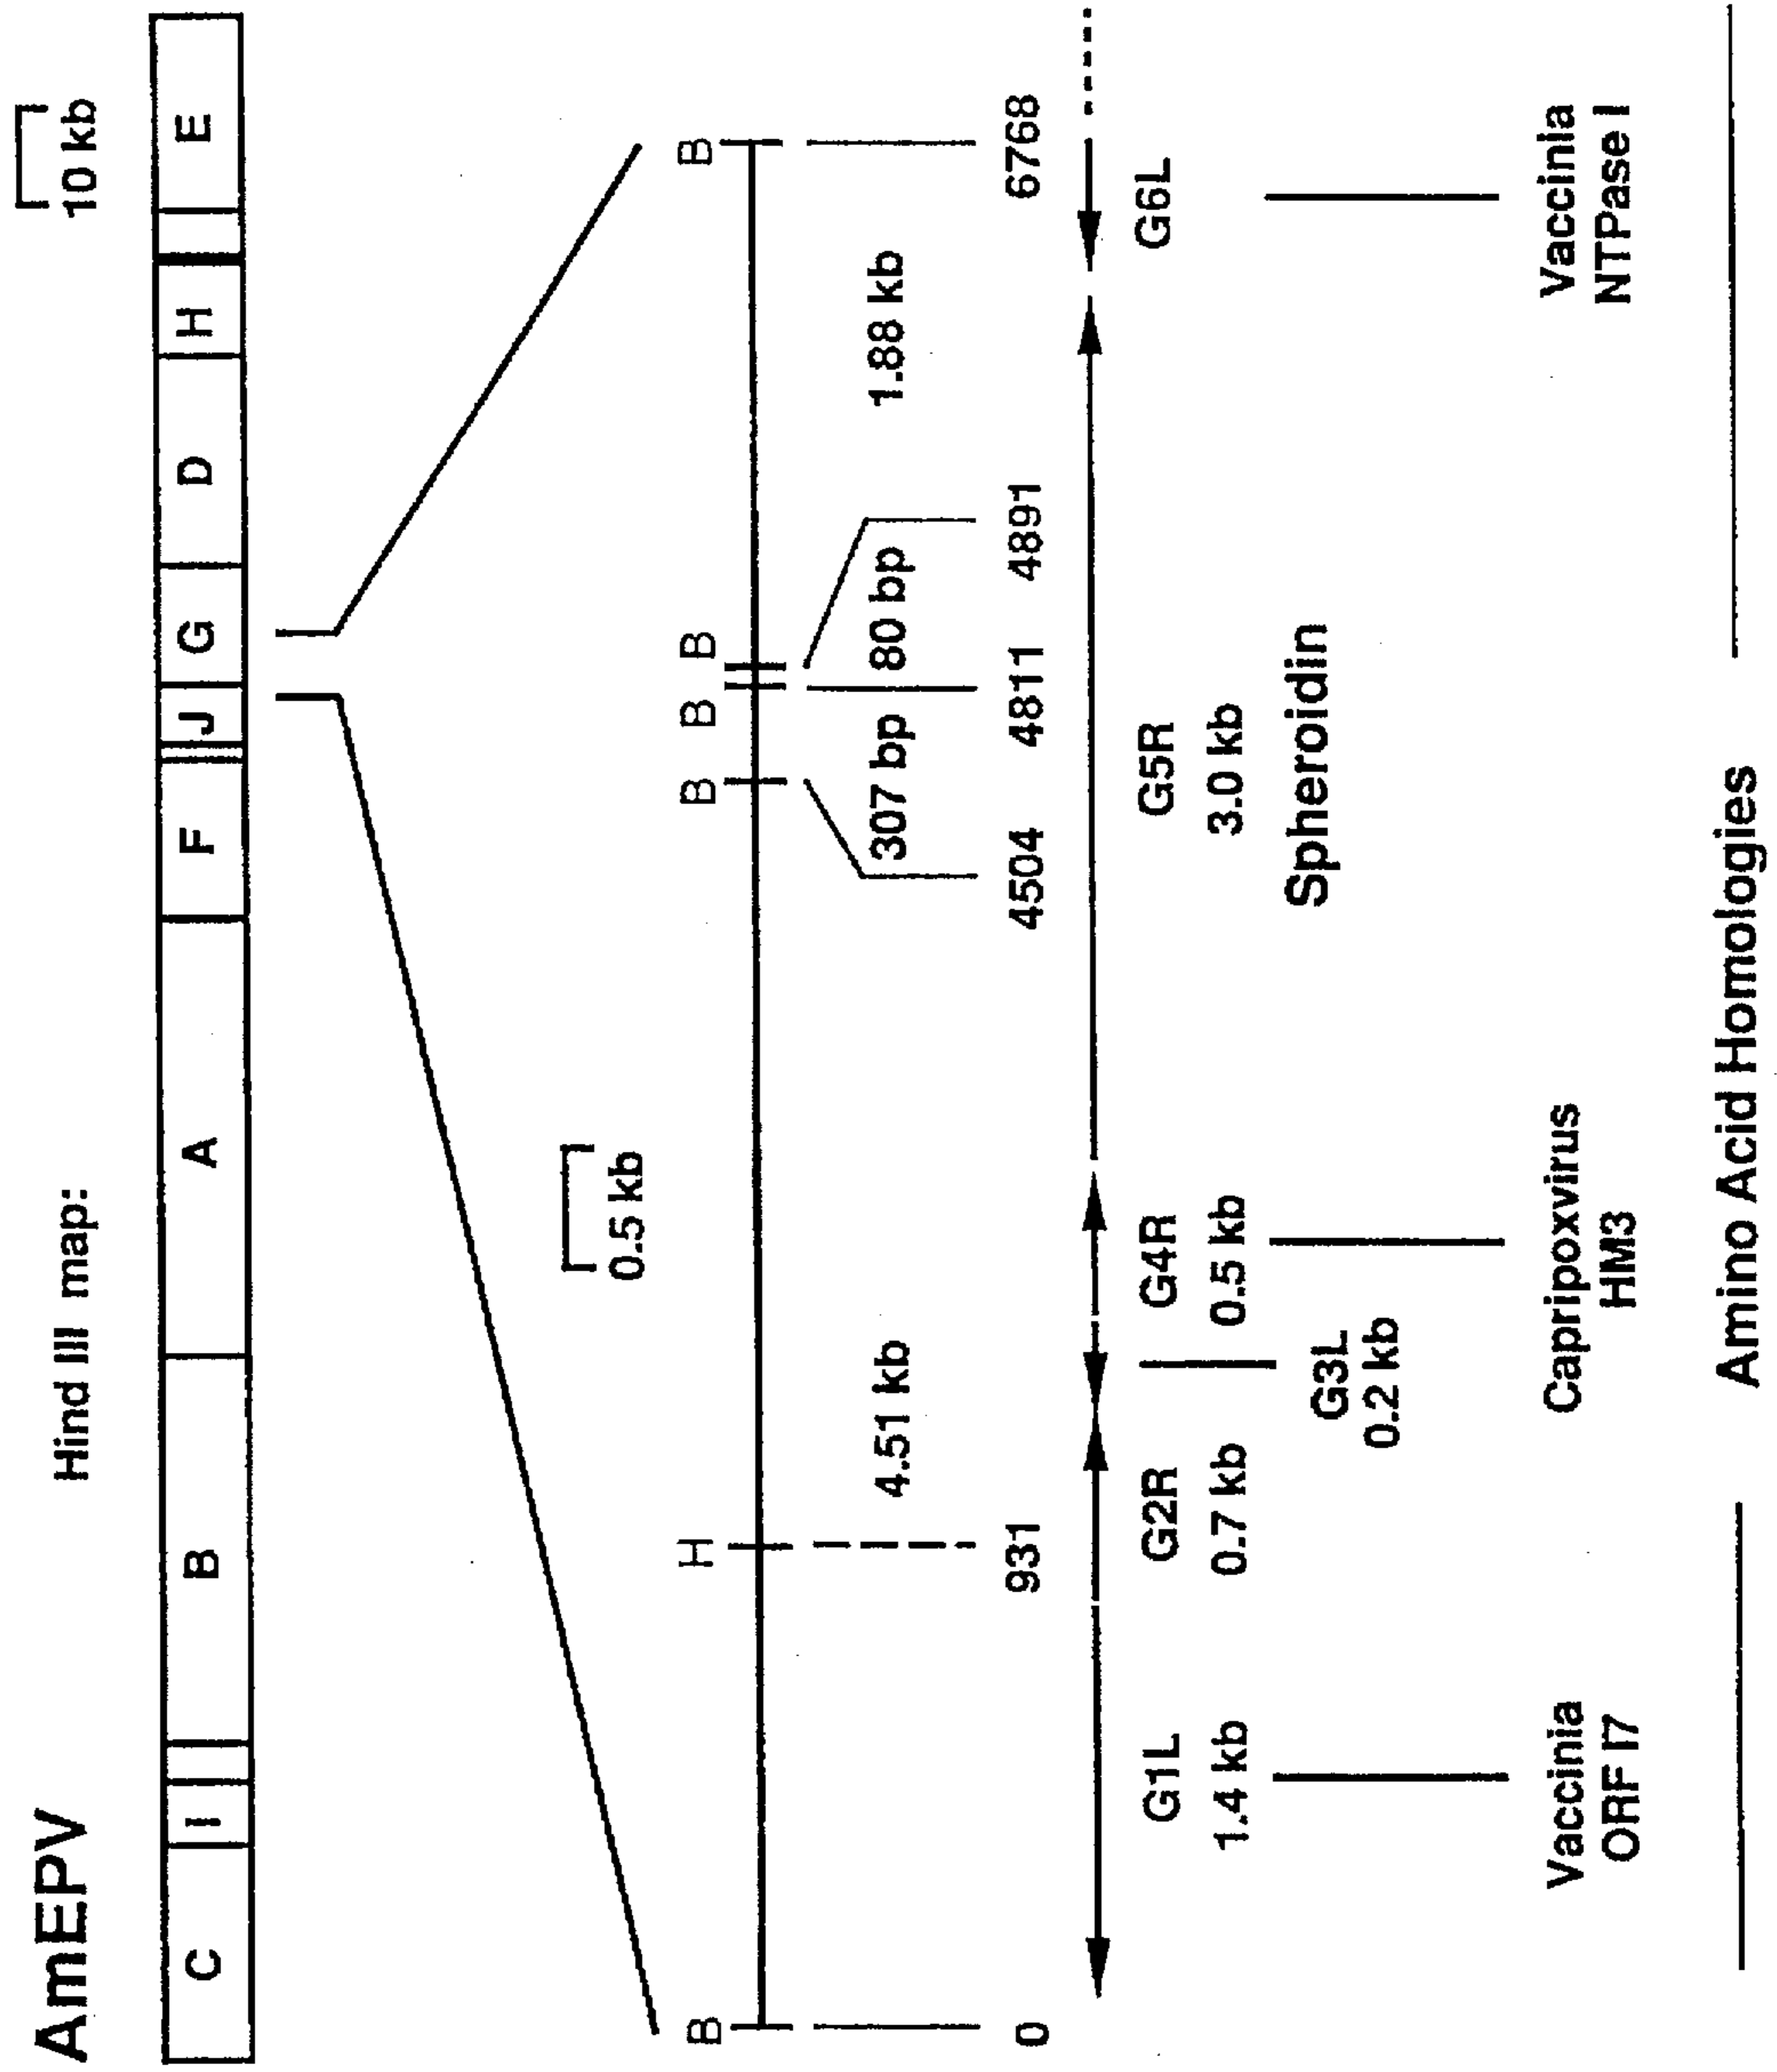 AmEPV
Hind III map:
10 kb
C I B A F J G D H E
0.5 kb
B H B B B B
4.51 kb 307 bp 80 bp 1.88 kb
0 931 4504 4811 4891 6768
G1L G2R G4R G5R G6L
1.4 kb 0.7 kb 0.5 kb 3.0 kb
G3L Spheroidin
0.2 kb
Vaccinia Capripoxvirus Vaccinia
ORF I7 HM3 NTPase I
Amino Acid Homologies